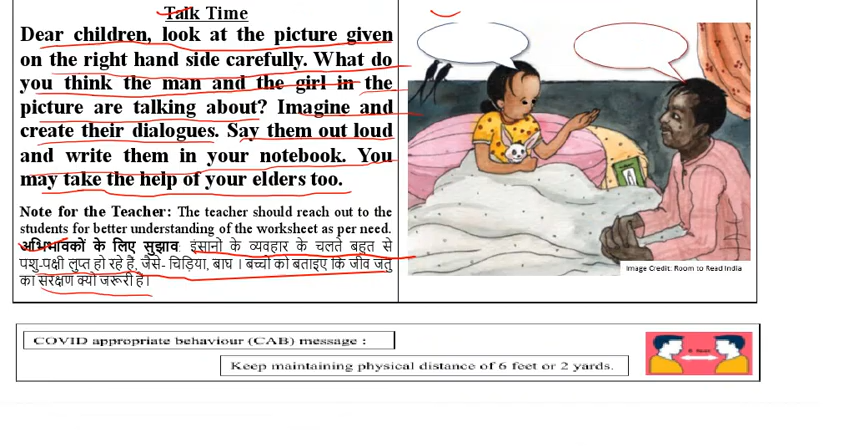 Talk Time
Dear children, look at the picture given
on the right hand side carefully. What do
you think the man and the girl in the
picture are talking about? Imagine and
create their dialogues. Say them out loud
and write them in your notebook. You
may take the help of your elders too.
Note for the Teacher: The teacher should reach out to the
students for better understanding of the worksheet as per need.
अभिभावकों के लिए सुझाव इंसानो के व्यवहार के चलते बहुत से
पशु-पक्षी लुप्त हो रहे है, जैसे- चिड़िया, बाघ । बच्चों को बताइए कि जीव जंतु
का संरक्षण क्यों जरूरी है।
Image Credit: Room to Read India
COVID appropriate behaviour (CAB) message :
Keep maintaining physical distance of 6 feet or 2 yards.